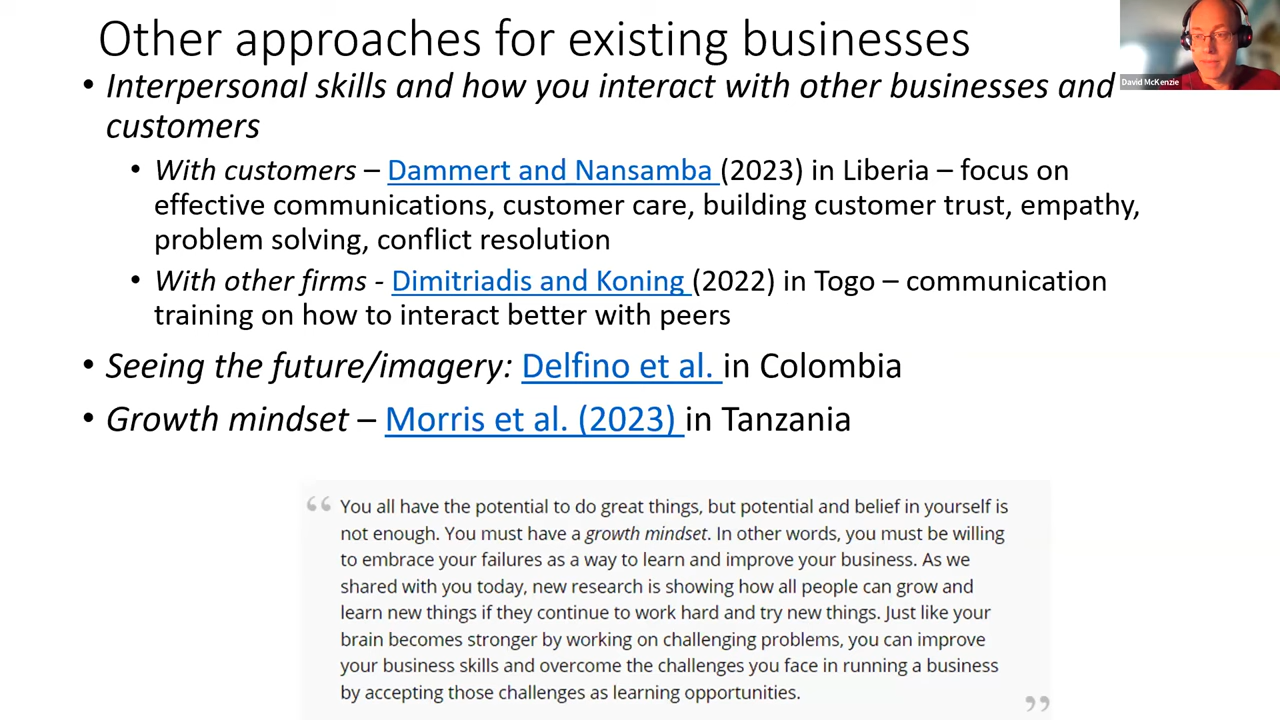 Other approaches for existing businesses
• Interpersonal skills and how you interact with other businesses and
customers
• With customers – Dammert and Nansamba (2023) in Liberia – focus on
effective communications, customer care, building customer trust, empathy,
problem solving, conflict resolution
• With other firms - Dimitriadis and Koning (2022) in Togo – communication
training on how to interact better with peers
• Seeing the future/imagery: Delfino et al. in Colombia
• Growth mindset – Morris et al. (2023) in Tanzania
“ You all have the potential to do great things, but potential and belief in yourself is
not enough. You must have a growth mindset. In other words, you must be willing
to embrace your failures as a way to learn and improve your business. As we
shared with you today, new research is showing how all people can grow and
learn new things if they continue to work hard and try new things. Just like your
brain becomes stronger by working on challenging problems, you can improve
your business skills and overcome the challenges you face in running a business
by accepting those challenges as learning opportunities. ”
David McKenzie